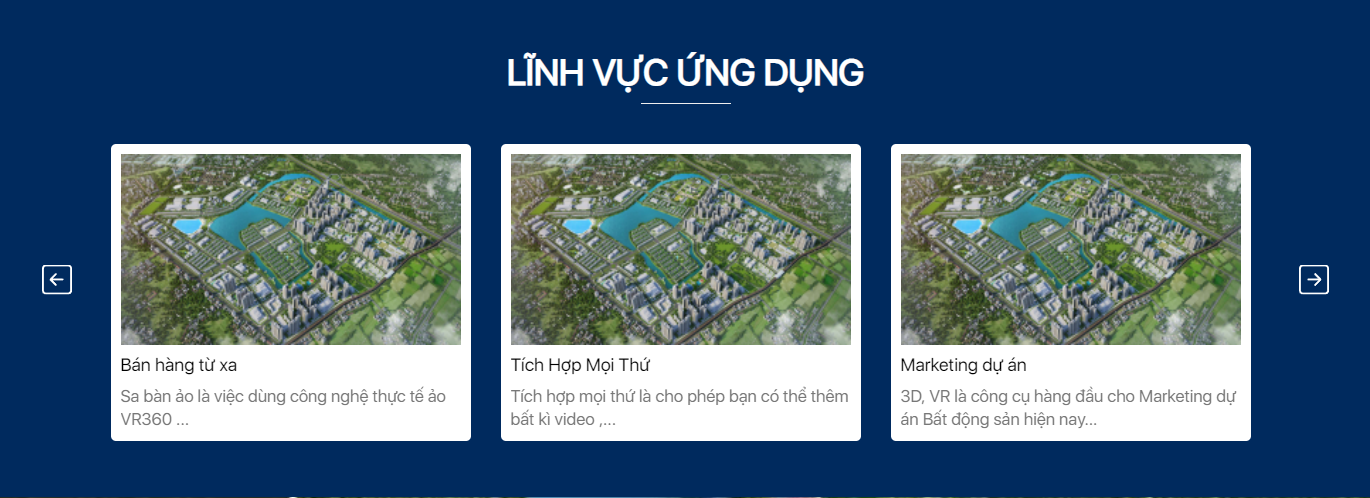 LĨNH VỰC ỨNG DỤNG
Bán hàng từ xa
Sa bàn ảo là việc dùng công nghệ thực tế ảo
VR360 ...
Tích Hợp Mọi Thứ
Tích hợp mọi thứ là cho phép bạn có thể thêm
bất kì video ,...
Marketing dự án
3D, VR là công cụ hàng đầu cho Marketing dự
án Bất động sản hiện nay...